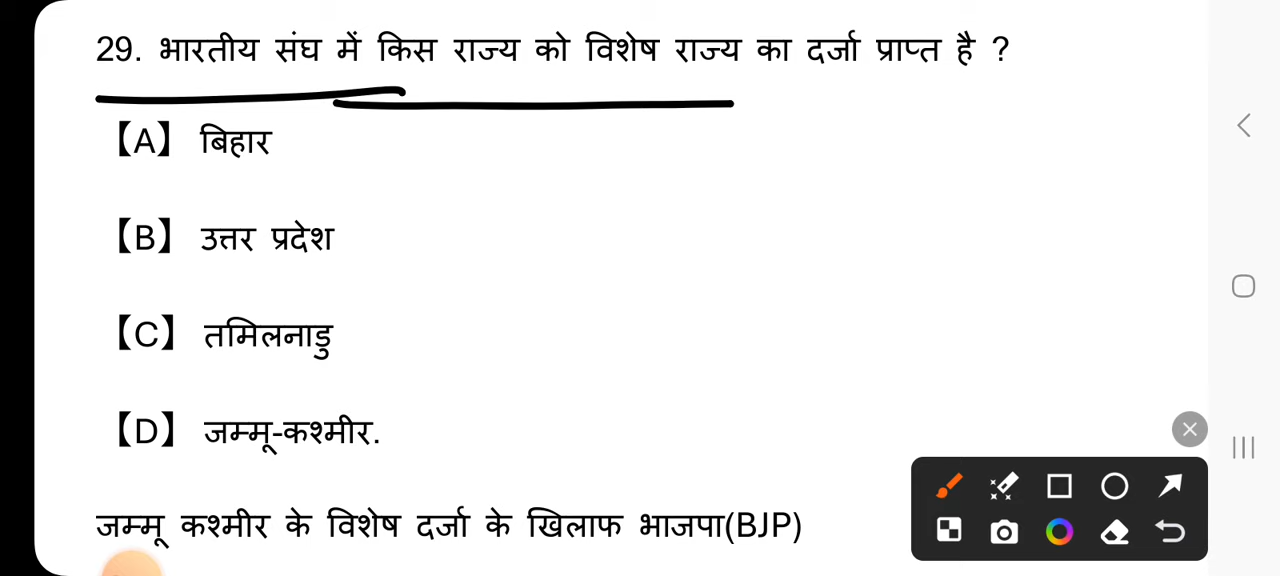 29. भारतीय संघ में किस राज्य को विशेष राज्य का दर्जा प्राप्त है ?
【A】 बिहार
【B】 उत्तर प्रदेश
【C】 तमिलनाडु
【D】 जम्मू-कश्मीर.
जम्मू कश्मीर के विशेष दर्जा के खिलाफ भाजपा(BJP)